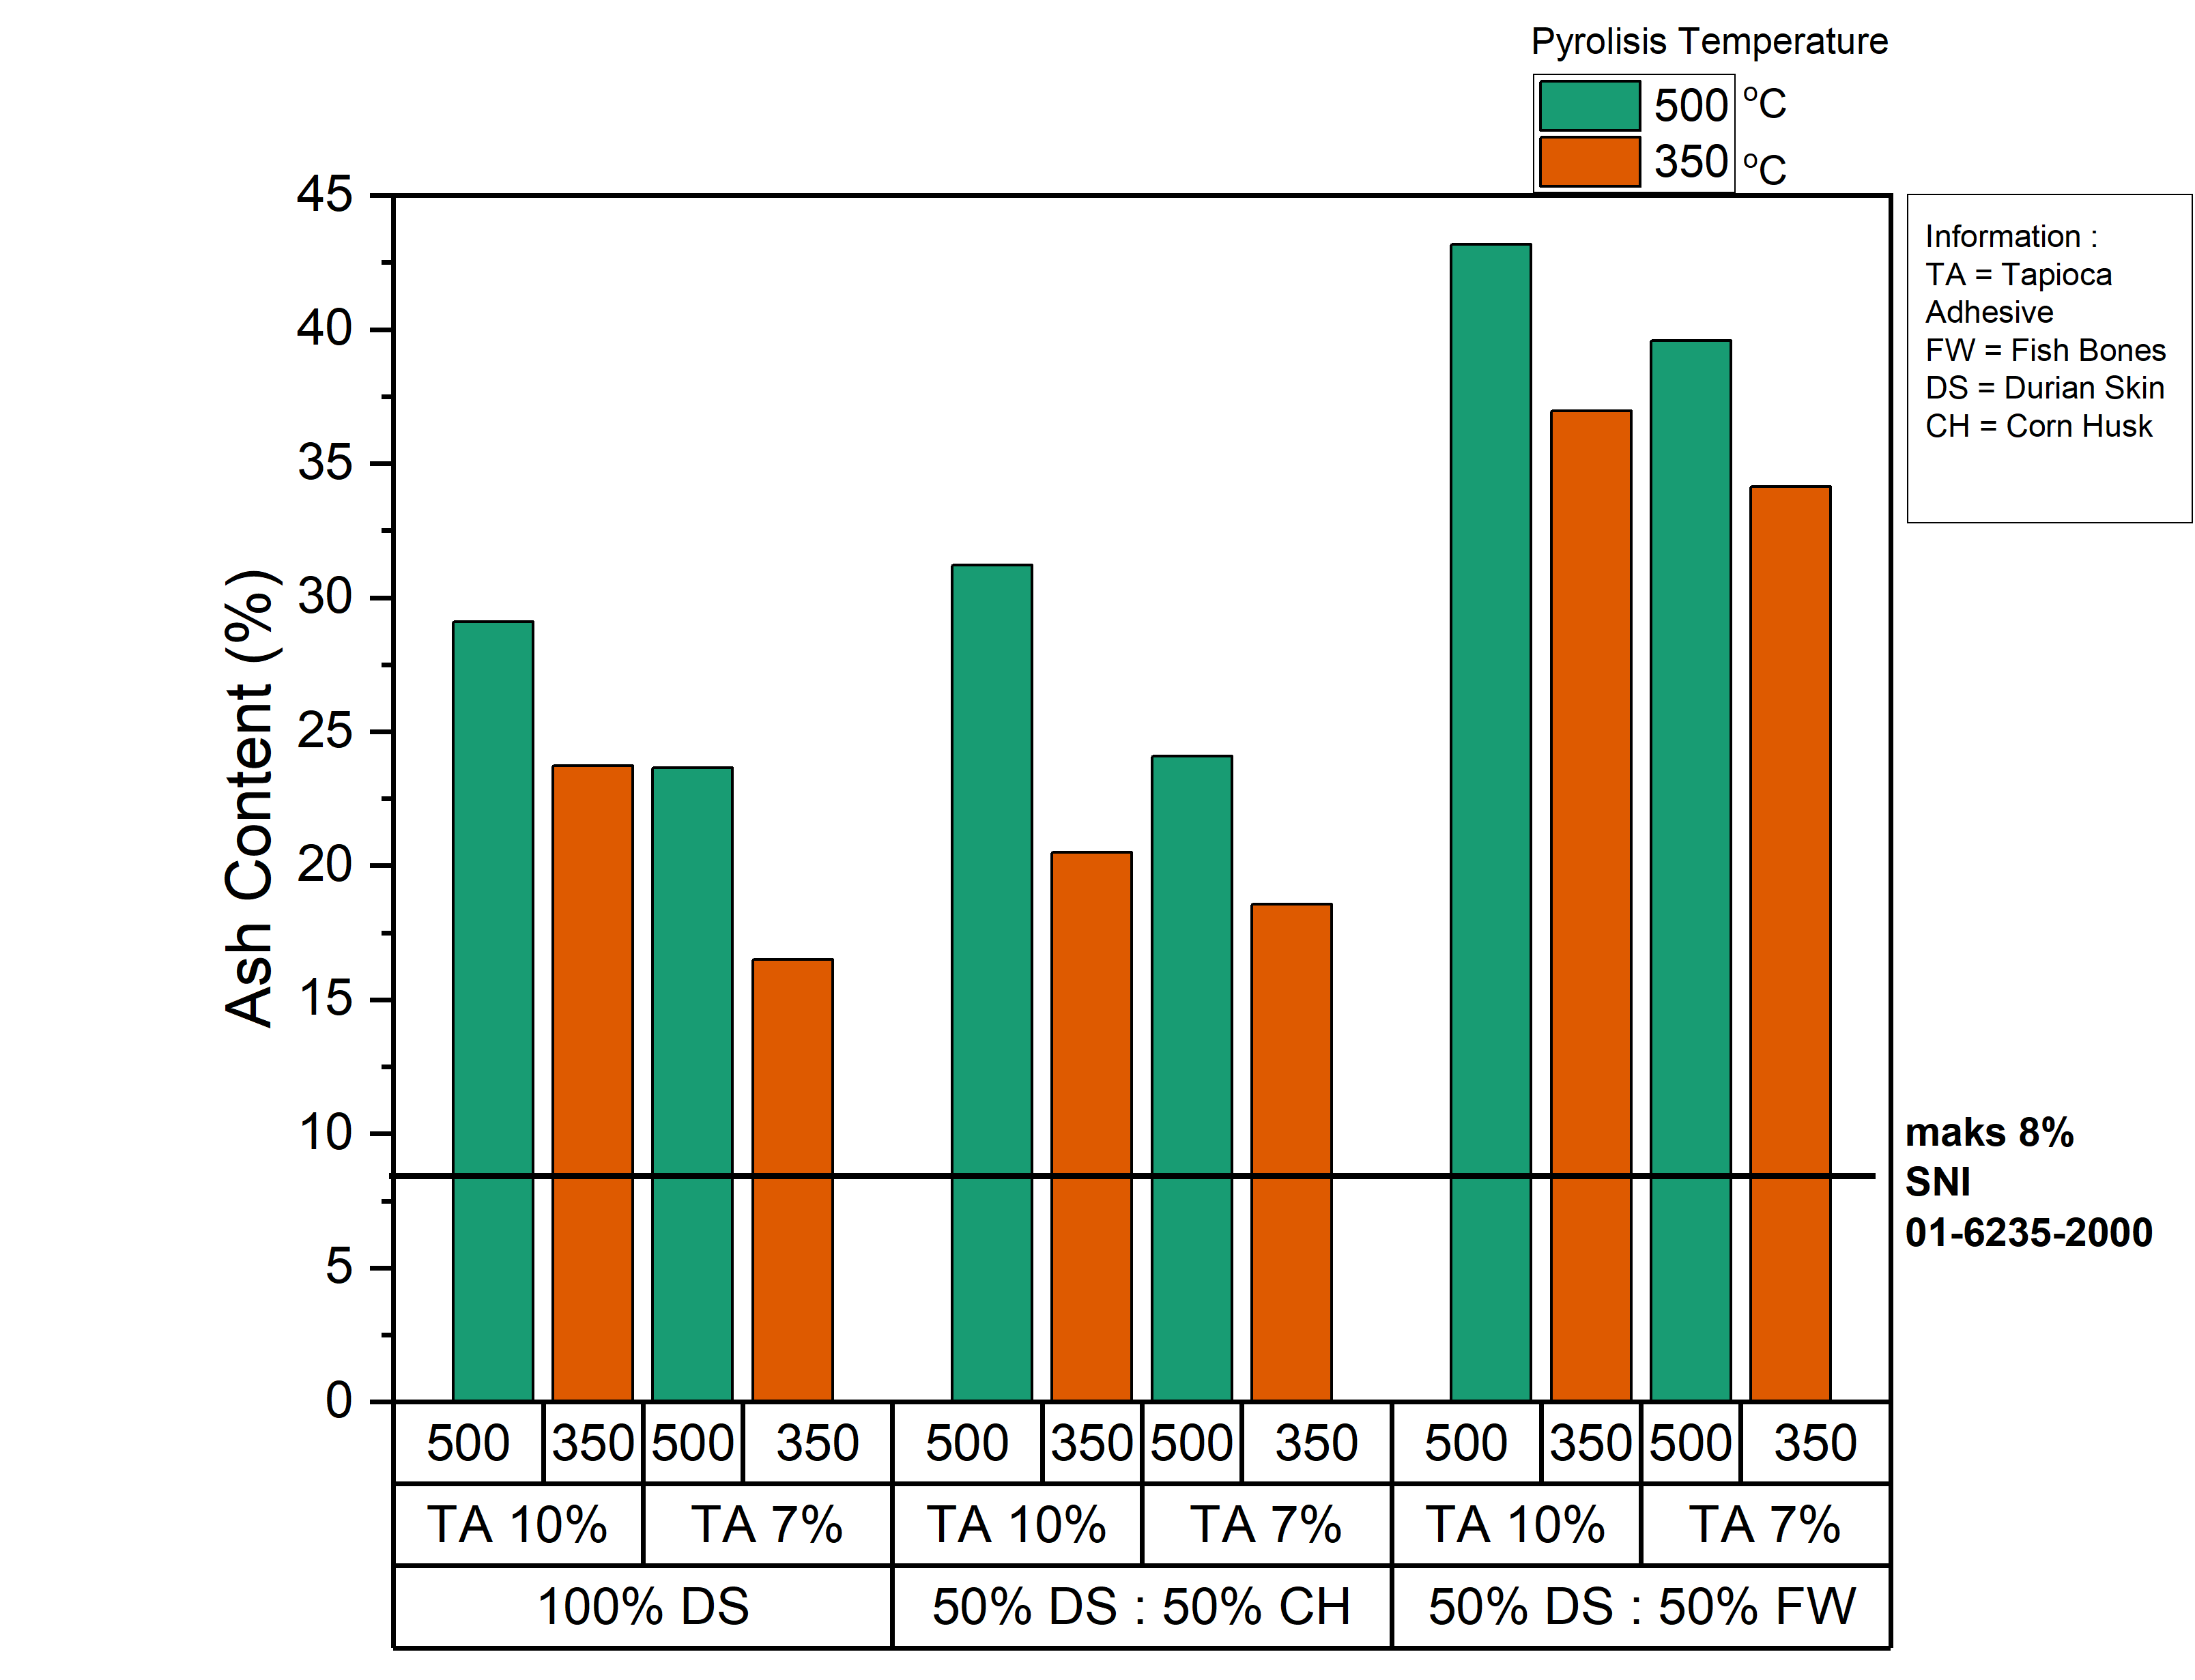 Pyrolisis Temperature
500 °C
350 °C
45
40
35
30
25
20
15
10
5
0
Ash Content (%)
Information :
TA = Tapioca
Adhesive
FW = Fish Bones
DS = Durian Skin
CH = Corn Husk
maks 8%
SNI
01-6235-2000
500 350 500 350 500 350 500 350 500 350 500 350
TA 10% TA 7% TA 10% TA 7% TA 10% TA 7%
100% DS 50% DS : 50% CH 50% DS : 50% FW